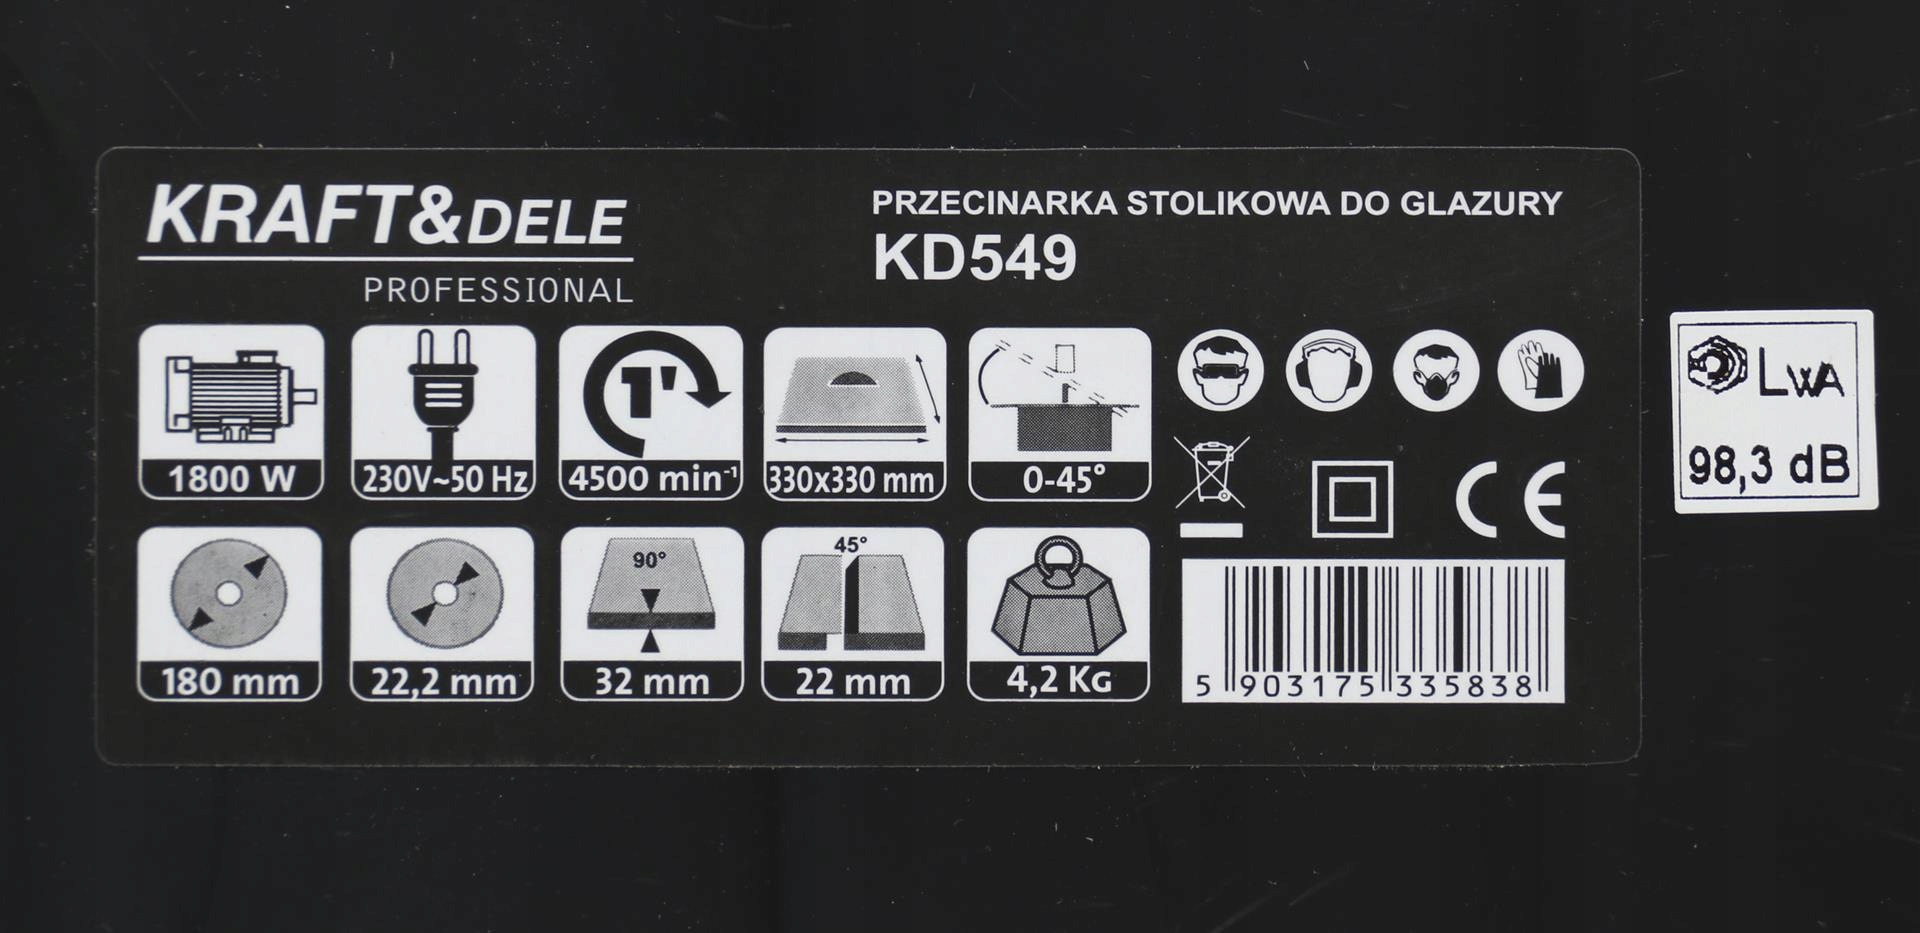 KRAFT&DELE
PROFESSIONAL
PRZECINARKA STOLIKOWA DO GLAZURY
KD549
1'
1800 W
230V~50 Hz
4500 min⁻¹
330x330 mm
0-45°
CE
LWA
98,3 dB
90°
45°
180 mm
22,2 mm
32 mm
22 mm
4,2 KG
5 903175 335838